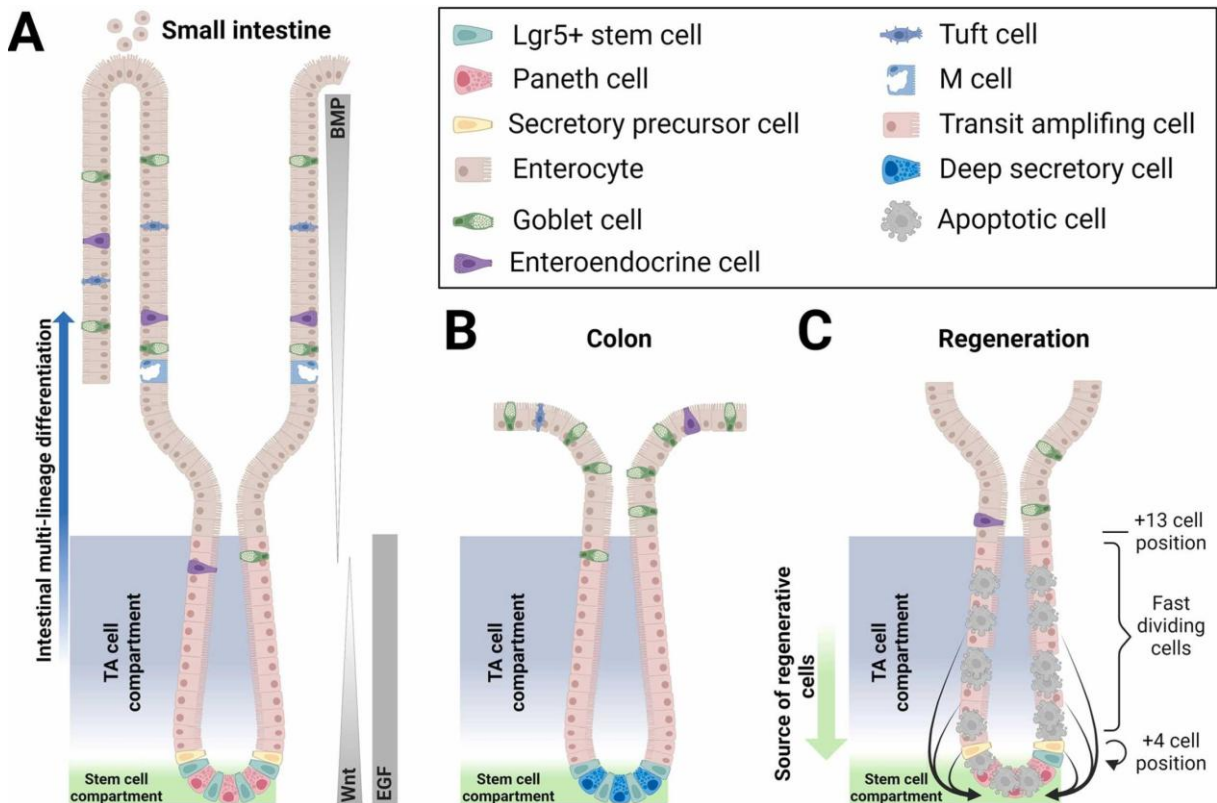 A
Small intestine
BMP
Intestinal multi-lineage differentiation
TA cell
compartment
Stem cell
compartment
Wnt
EGF
Lgr5+ stem cell
Paneth cell
Secretory precursor cell
Enterocyte
Goblet cell
Enteroendocrine cell
Tuft cell
M cell
Transit amplifing cell
Deep secretory cell
Apoptotic cell
B
Colon
TA cell
compartment
Stem cell
compartment
C
Regeneration
Source of regenerative
cells
TA cell
compartment
Stem cell
compartment
+13 cell
position
Fast
dividing
cells
+4 cell
position